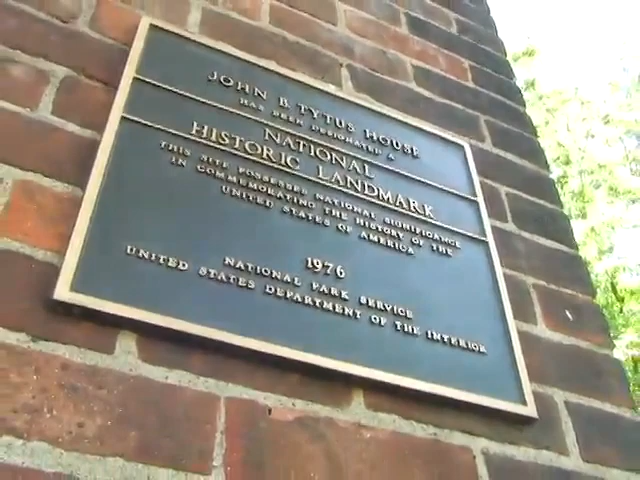 JOHN B. TYTUS HOUSE
HAS BEEN DESIGNATED A
NATIONAL
HISTORIC LANDMARK
THIS SITE POSSESSES NATIONAL SIGNIFICANCE
IN COMMEMORATING THE HISTORY OF THE
UNITED STATES OF AMERICA
1976
NATIONAL PARK SERVICE
UNITED STATES DEPARTMENT OF THE INTERIOR